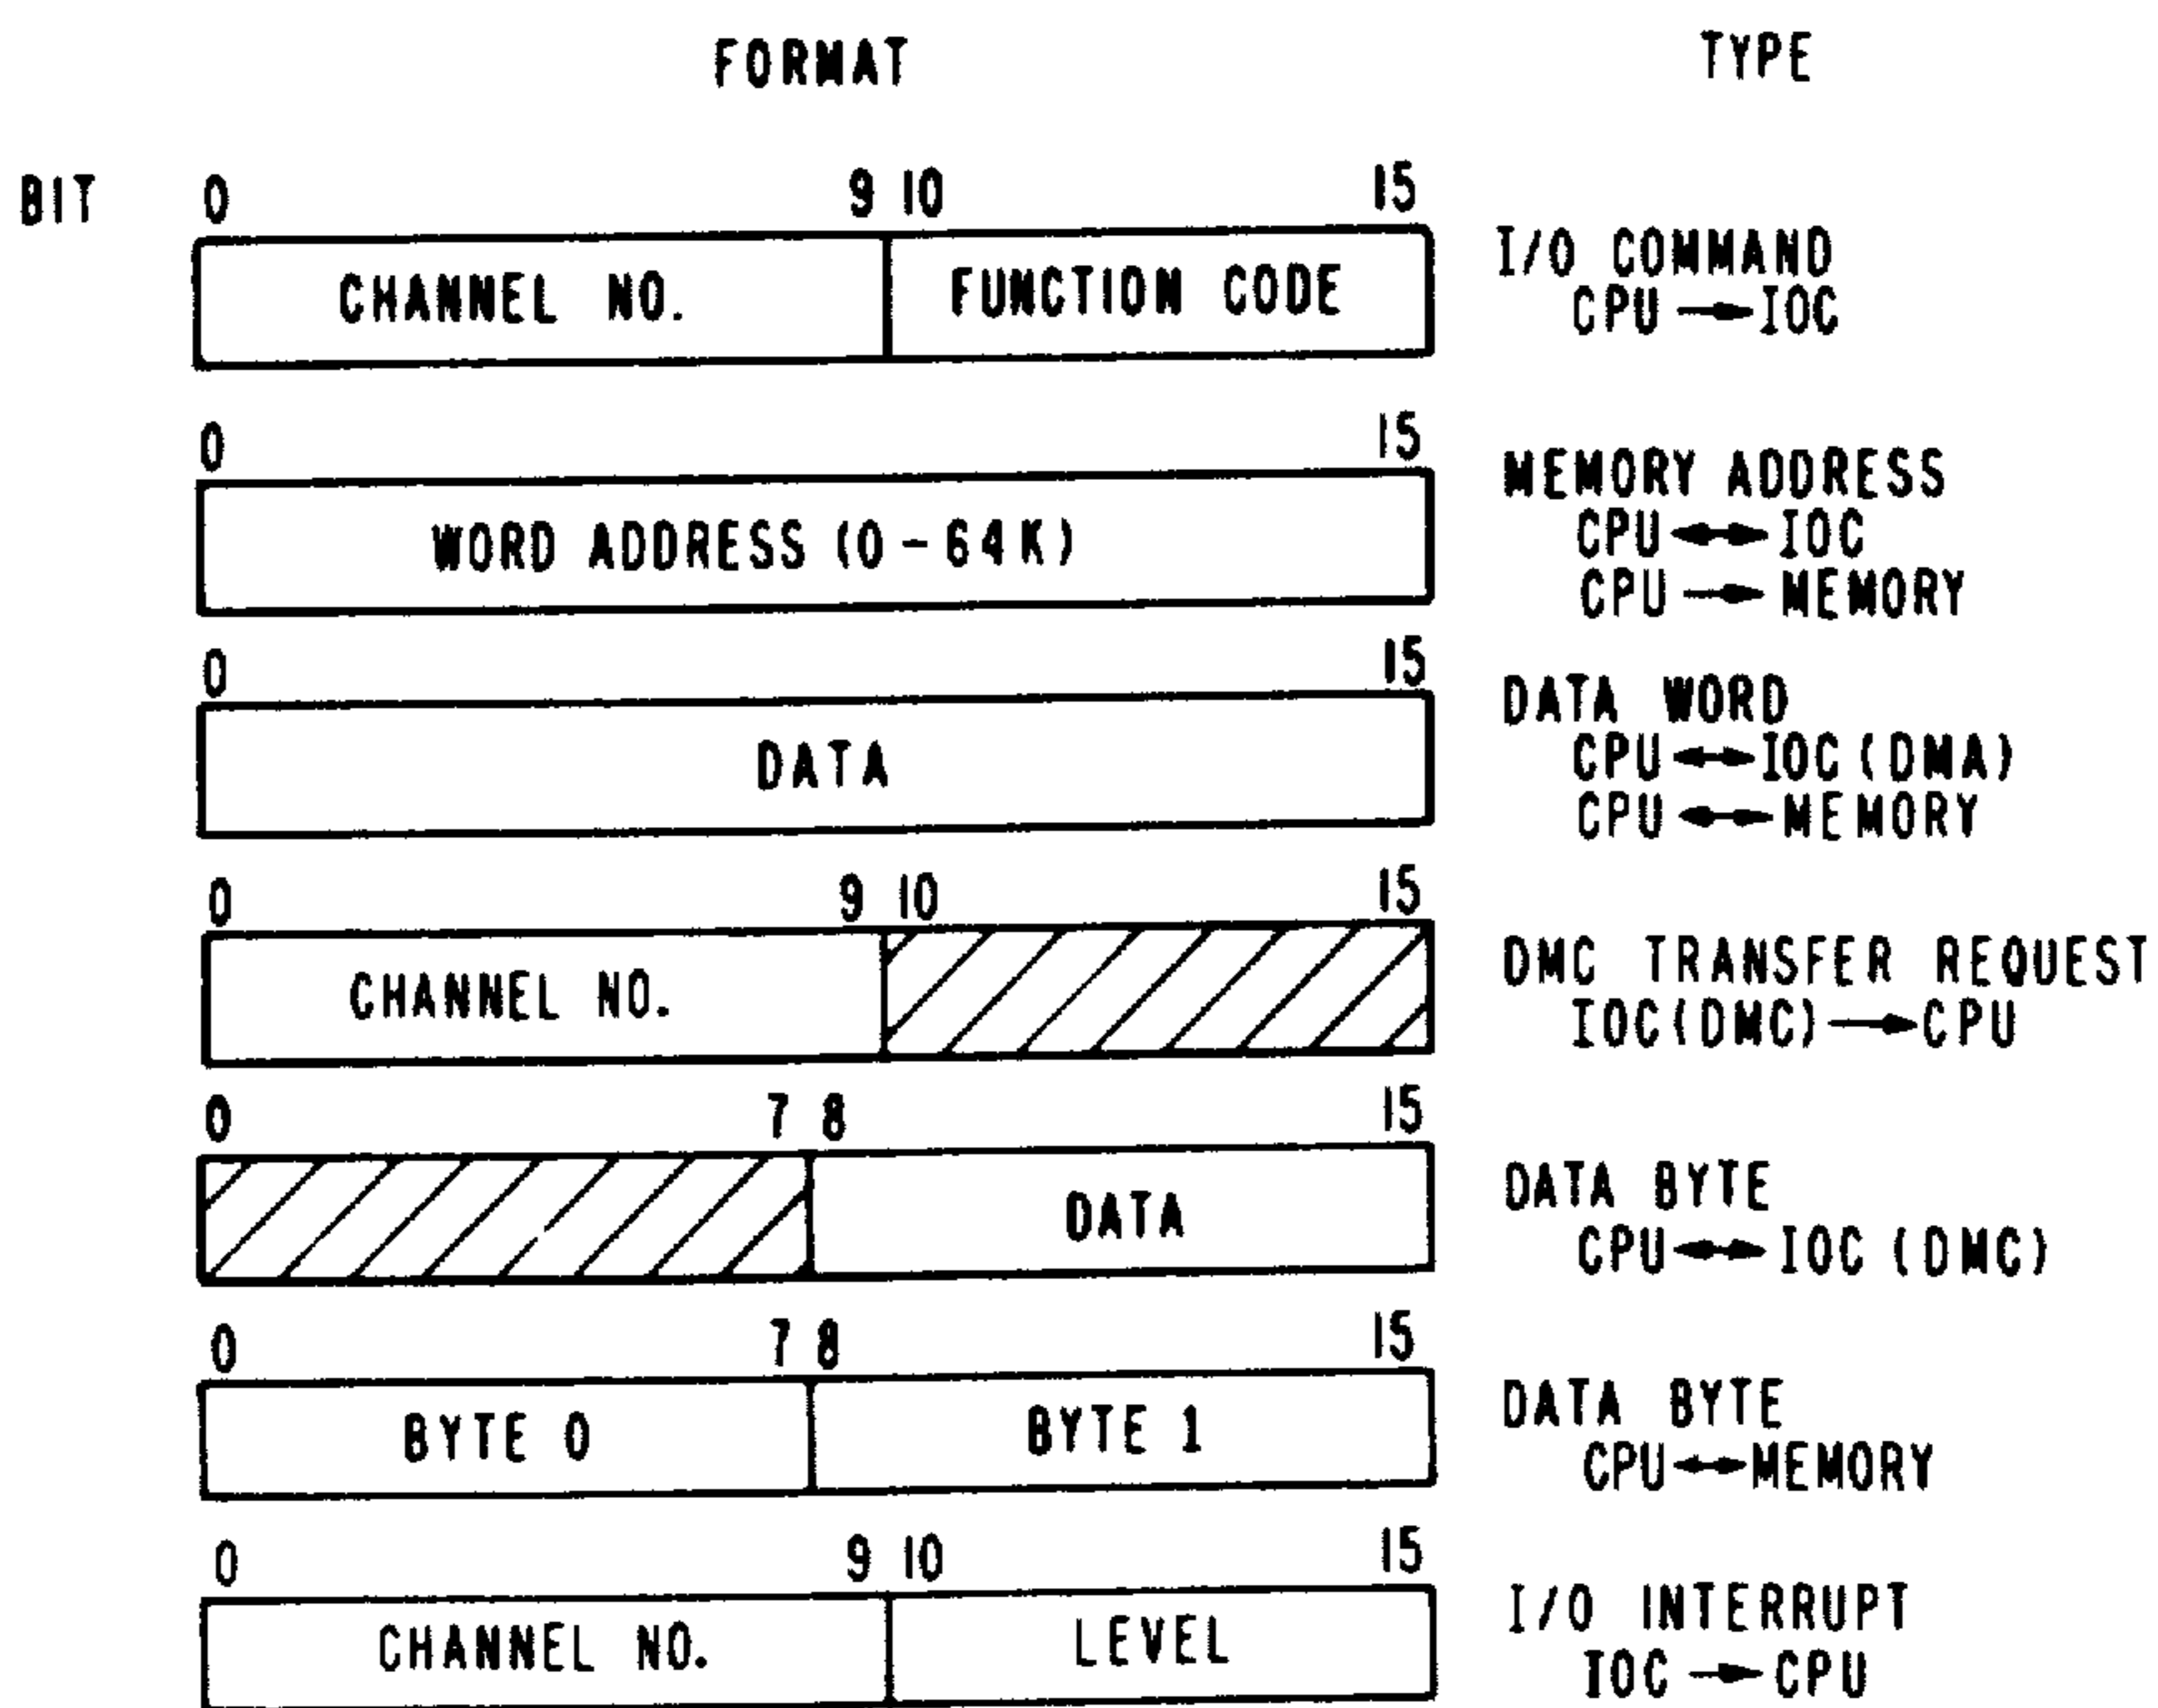 FORMAT TYPE
BIT 0 9 10 15
CHANNEL NO. FUNCTION CODE
I/O COMMAND
CPU → IOC
0 15
WORD ADDRESS (0 - 64K)
MEMORY ADDRESS
CPU ↔ IOC
CPU → MEMORY
0 15
DATA
DATA WORD
CPU ↔ IOC (DMA)
CPU ↔ MEMORY
0 9 10 15
CHANNEL NO.
DMC TRANSFER REQUEST
IOC(DMC) → CPU
0 7 8 15
DATA
DATA BYTE
CPU ↔ IOC (DMC)
0 7 8 15
BYTE 0 BYTE 1
DATA BYTE
CPU ↔ MEMORY
0 9 10 15
CHANNEL NO. LEVEL
I/O INTERRUPT
IOC → CPU